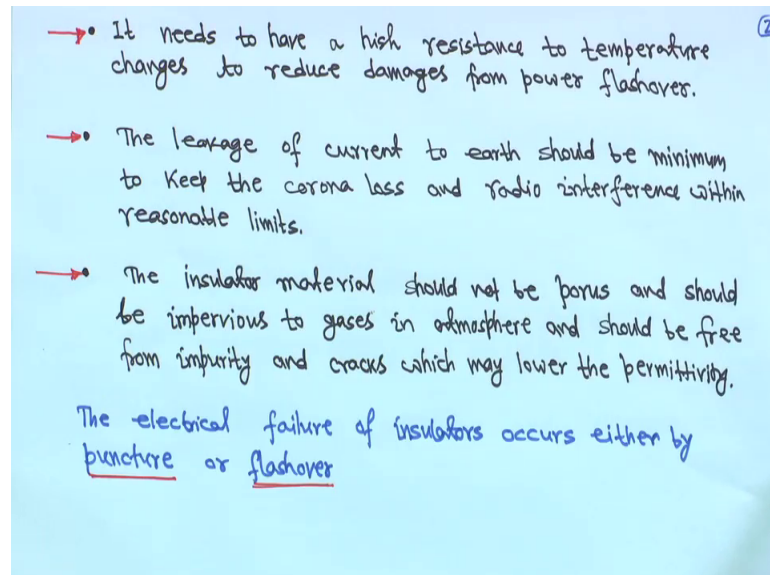 ②
• It needs to have a high resistance to temperature
changes to reduce damages from power flashover.
• The leakage of current to earth should be minimum
to Keep the corona loss and radio interference within
reasonable limits.
• The insulator material should not be porus and should
be impervious to gases in atmosphere and should be free
from impurity and cracks which may lower the permittivity.
The electrical failure of insulators occurs either by
puncture or flashover